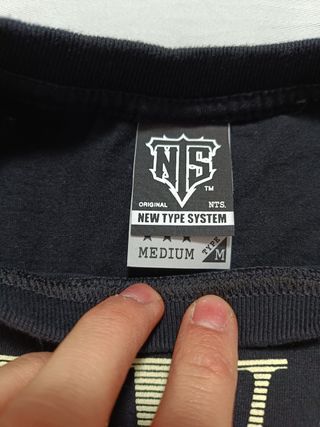 NTS
TM
ORIGINAL NTS.
NEW TYPE SYSTEM
MEDIUM
TYPE
M